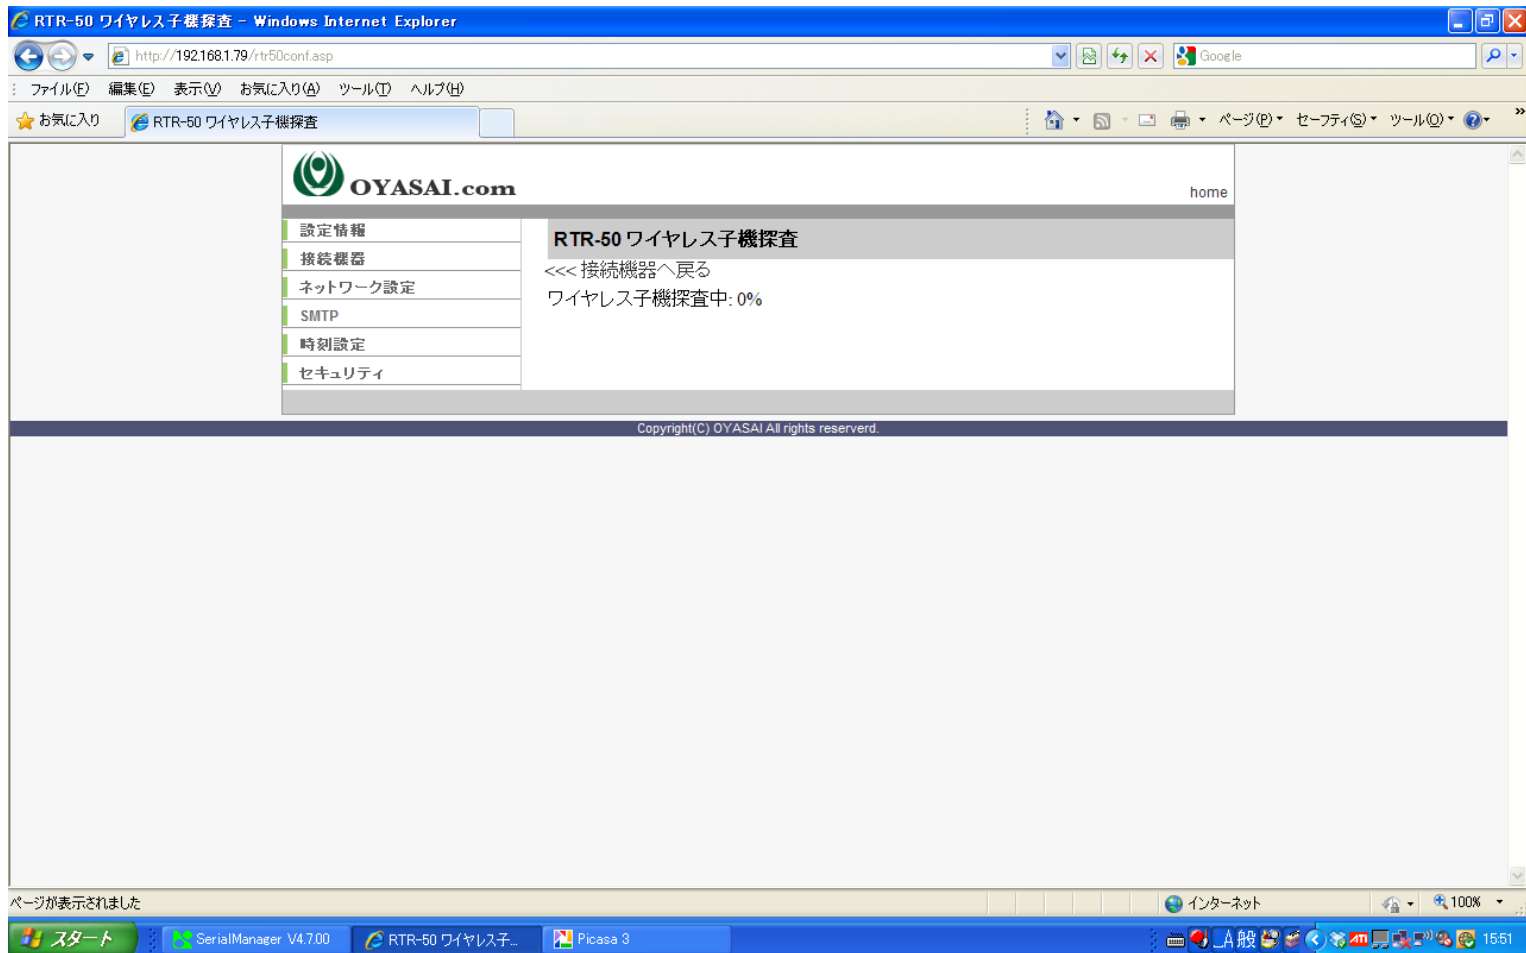 RTR-50 ワイヤレス子機探査 - Windows Internet Explorer
http://192.168.1.79/rtr50conf.asp
Google
ファイル(F) 編集(E) 表示(V) お気に入り(A) ツール(T) ヘルプ(H)
お気に入り RTR-50 ワイヤレス子機探査 ページ(P) セーフティ(S) ツール(O)
OYASAI.com
home
設定情報
接続機器
ネットワーク設定
SMTP
時刻設定
セキュリティ
RTR-50 ワイヤレス子機探査
<<< 接続機器へ戻る
ワイヤレス子機探査中: 0%
Copyright(C) OYASAI All rights reserverd.
ページが表示されました インターネット 100%
スタート SerialManager V4.7.00 RTR-50 ワイヤレス子... Picasa 3 A 般 ATI 15:51